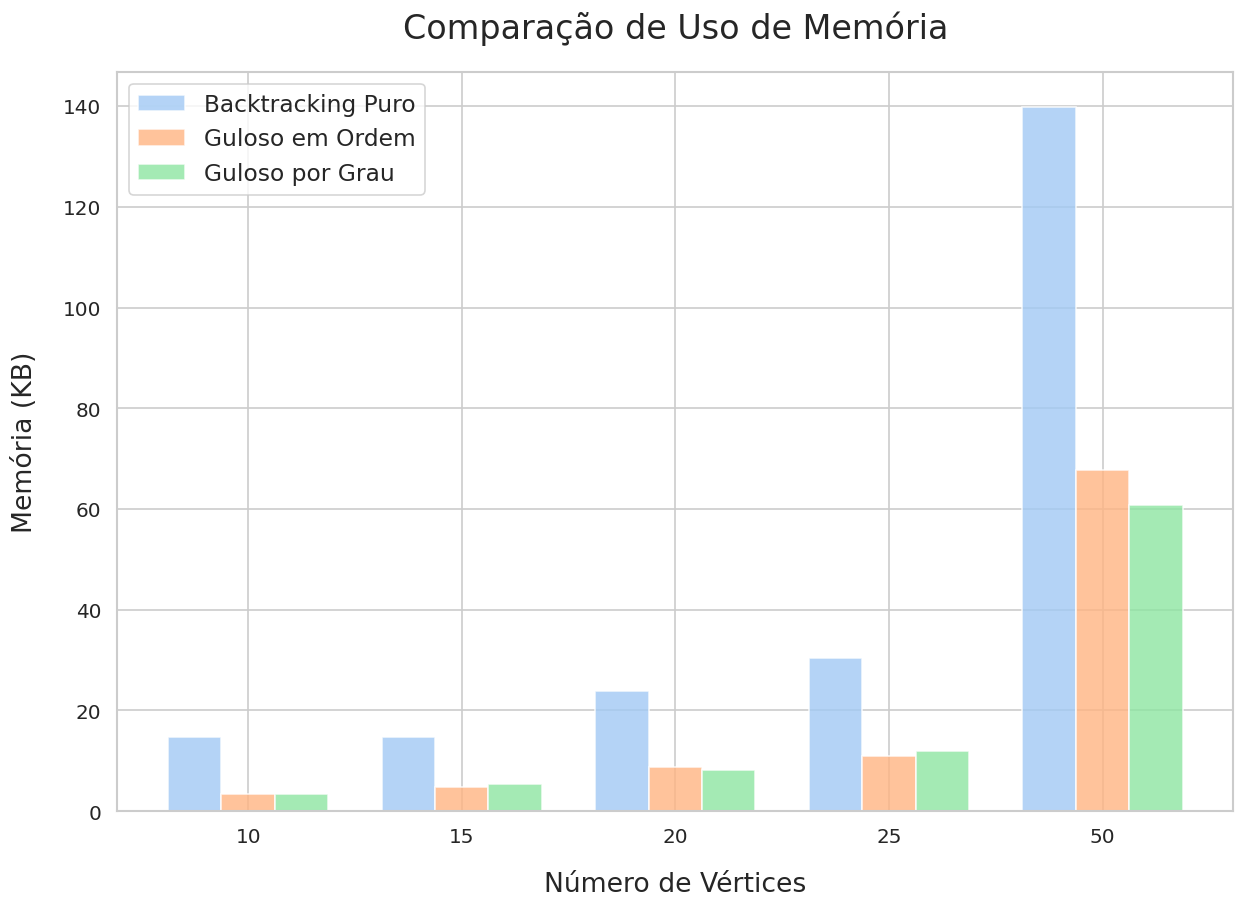 Comparação de Uso de Memória
Backtracking Puro
Guloso em Ordem
Guloso por Grau
Memória (KB)
140
120
100
80
60
40
20
0
10 15 20 25 50
Número de Vértices